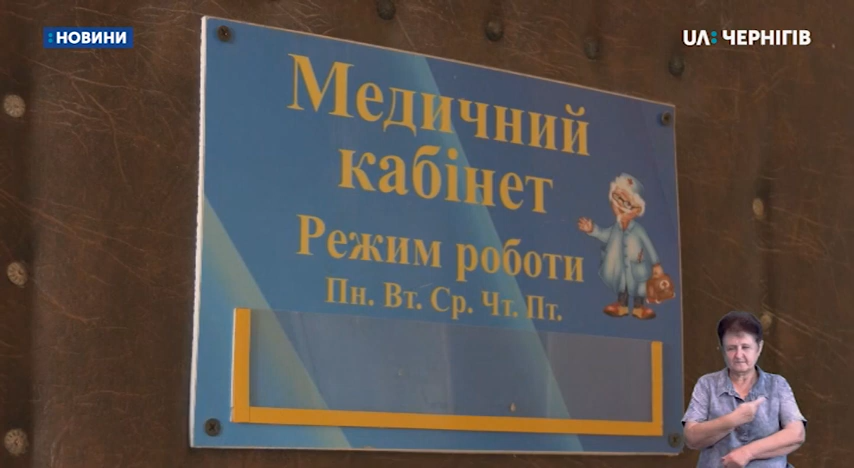 :НОВИНИ
UA:ЧЕРНІГІВ
Медичний
кабінет
Режим роботи
Пн. Вт. Ср. Чт. Пт.